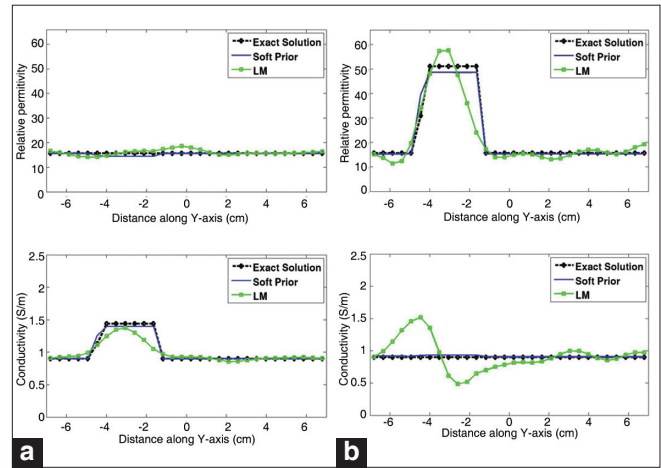 60
50
40
30
20
10
0
Relative permittivity
Exact Solution
Soft Prior
LM
-6 -4 -2 0 2 4 6
Distance along Y-axis (cm)
60
50
40
30
20
10
0
Relative permittivity
Exact Solution
Soft Prior
LM
-6 -4 -2 0 2 4 6
Distance along Y-axis (cm)
2.5
2
1.5
1
0.5
0
Conductivity (S/m)
Exact Solution
Soft Prior
LM
-6 -4 -2 0 2 4 6
Distance along Y-axis (cm)
a
2.5
2
1.5
1
0.5
0
Conductivity (S/m)
Exact Solution
Soft Prior
LM
-6 -4 -2 0 2 4 6
Distance along Y-axis (cm)
b